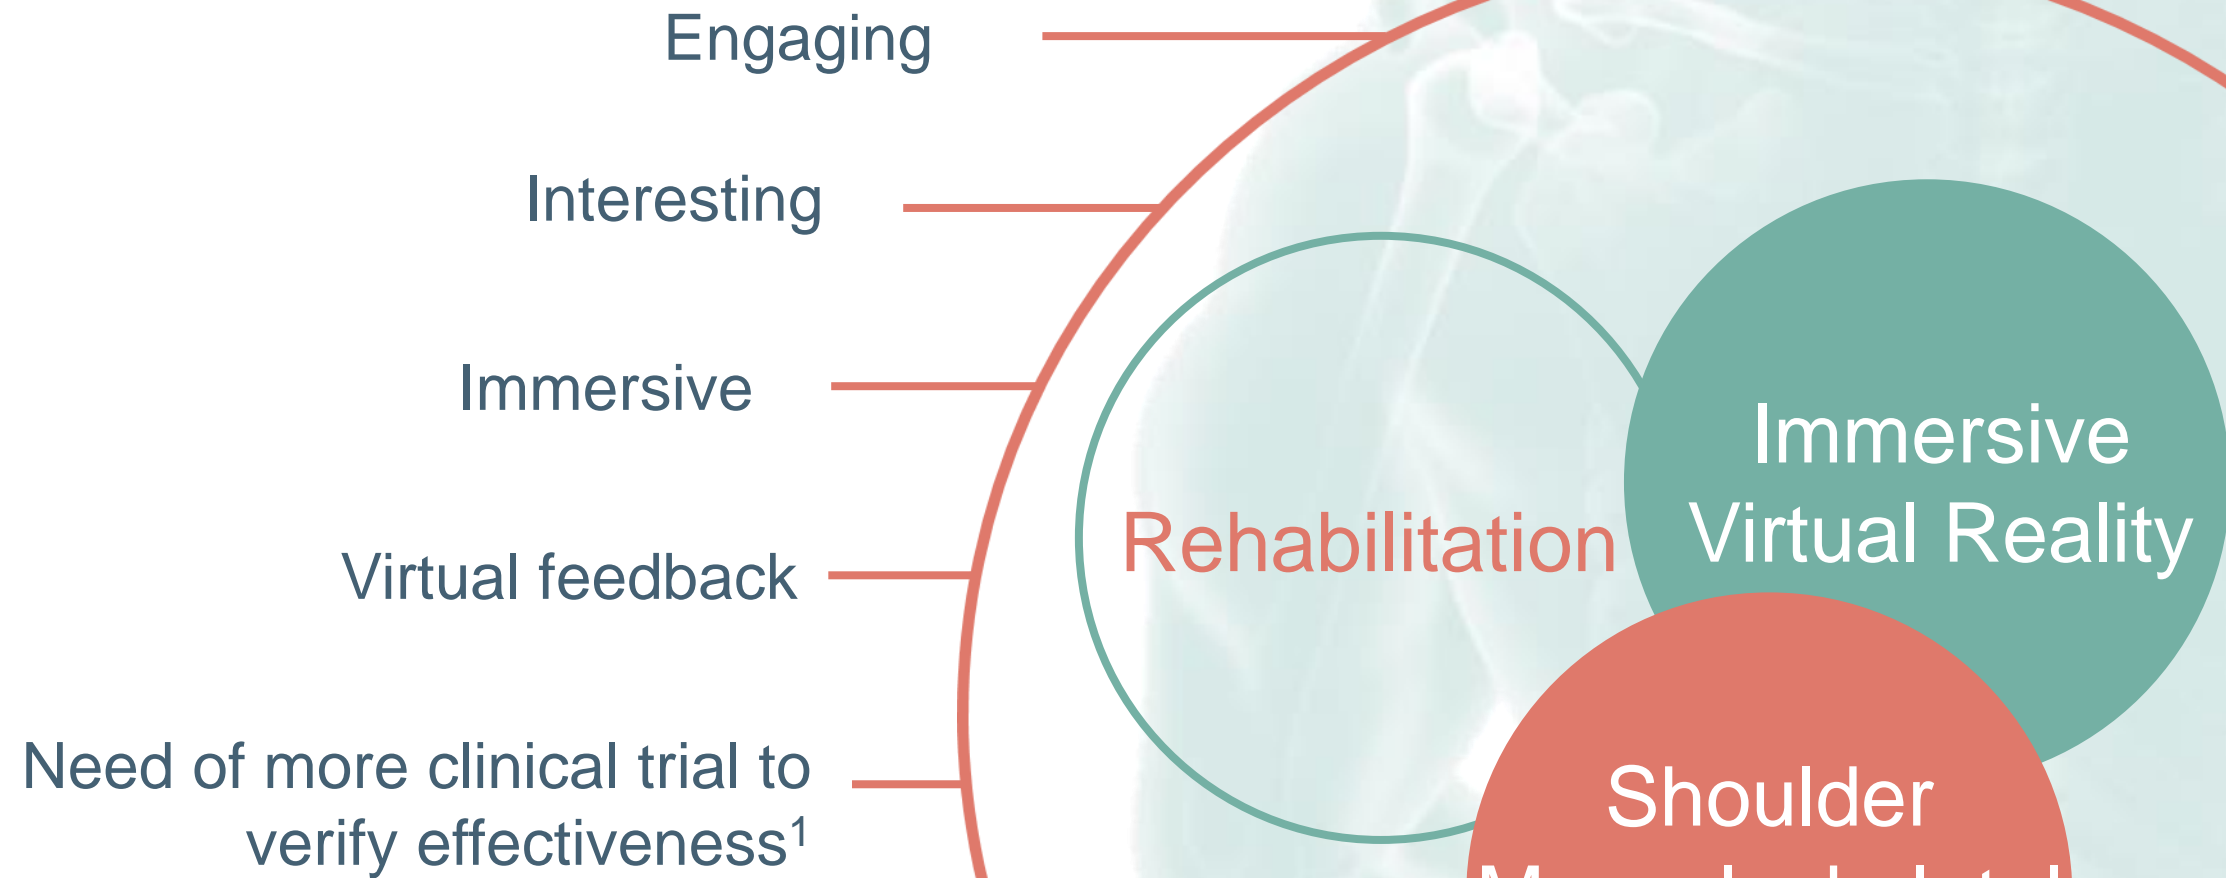 Engaging
Interesting
Immersive
Virtual feedback
Need of more clinical trial to
verify effectiveness¹
Rehabilitation
Immersive
Virtual Reality
Shoulder